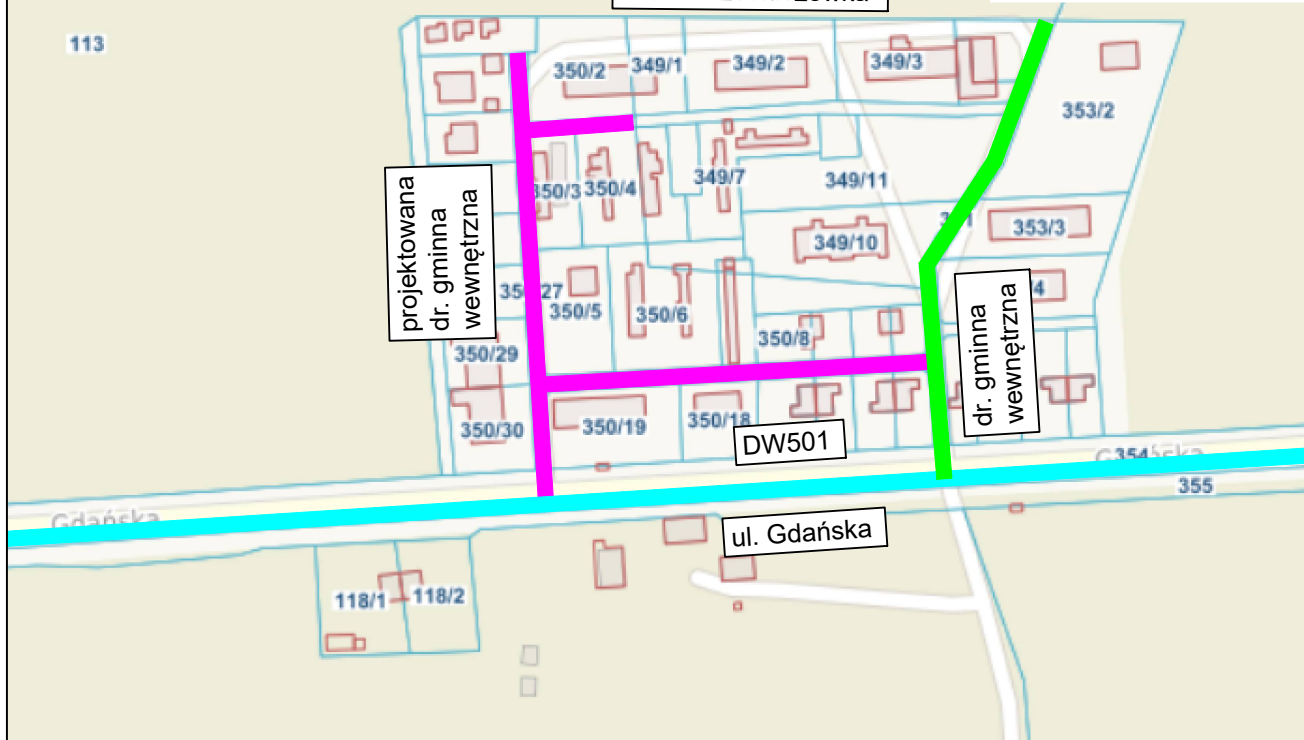 113
350/2
349/1
349/2
349/3
353/2
350/3
350/4
349/7
349/11
projektowana
dr. gminna
wewnętrzna
349/10
353/3
350/5
350/6
350/8
dr. gminna
wewnętrzna
350/29
350/30
350/19
350/18
DW501
354
355
Gdańska
ul. Gdańska
118/1
118/2